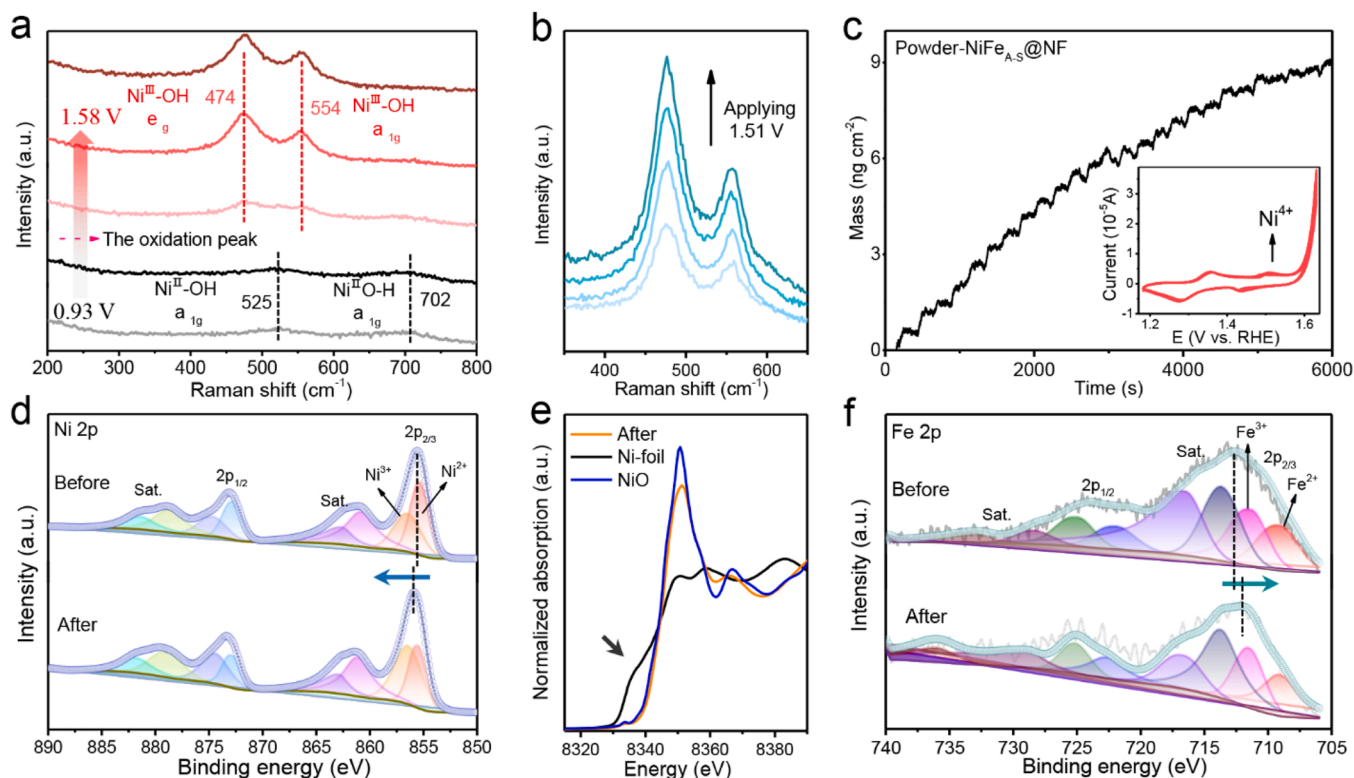 a
Intensity (a.u.)
1.58 V
Ni^III-OH
e_g
474
554
Ni^III-OH
a_1g
The oxidation peak
0.93 V
Ni^II-OH
a_1g
525
Ni^IIO-H
a_1g
702
200 300 400 500 600 700 800
Raman shift (cm^-1)
b
Intensity (a.u.)
Applying
1.51 V
400 500 600
Raman shift (cm^-1)
c
Powder-NiFe_A-S@NF
Mass (ng cm^-2)
9
6
3
0
0 2000 4000 6000
Time (s)
Current (10^-5A)
3
2
1
0
-1
Ni^4+
1.2 1.4 1.6
E (V vs. RHE)
d
Ni 2p
Intensity (a.u.)
Before
Sat.
2p_1/2
Sat.
Ni^3+
2p_2/3
Ni^2+
After
890 885 880 875 870 865 860 855 850
Binding energy (eV)
e
Normalized absorption (a.u.)
After
Ni-foil
NiO
8320 8340 8360 8380
Energy (eV)
f
Fe 2p
Intensity (a.u.)
Before
Sat.
2p_1/2
Sat.
Fe^3+
2p_2/3
Fe^2+
After
740 735 730 725 720 715 710 705
Binding energy (eV)